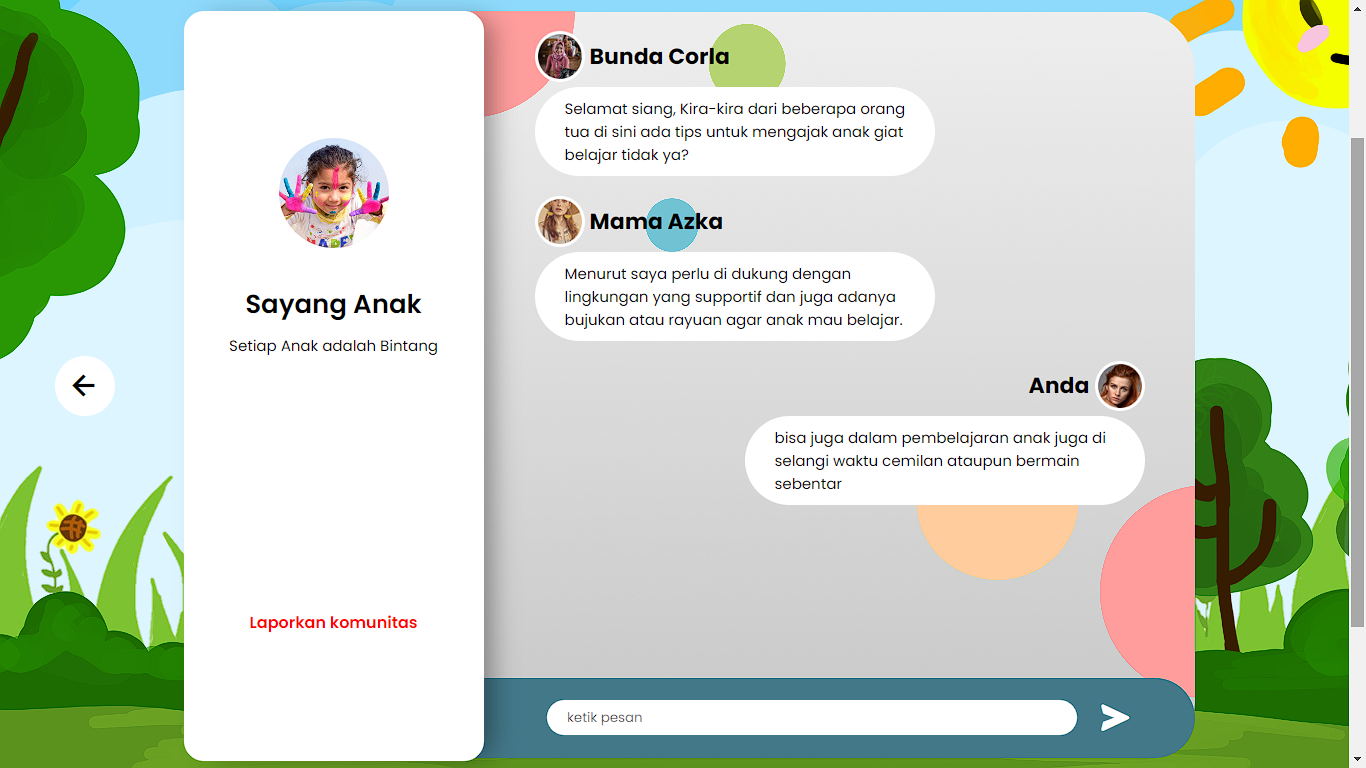 Sayang Anak
Setiap Anak adalah Bintang
Laporkan komunitas
Bunda Corla
Selamat siang, Kira-kira dari beberapa orang
tua di sini ada tips untuk mengajak anak giat
belajar tidak ya?
Mama Azka
Menurut saya perlu di dukung dengan
lingkungan yang supportif dan juga adanya
bujukan atau rayuan agar anak mau belajar.
Anda
bisa juga dalam pembelajaran anak juga di
selangi waktu cemilan ataupun bermain
sebentar
ketik pesan